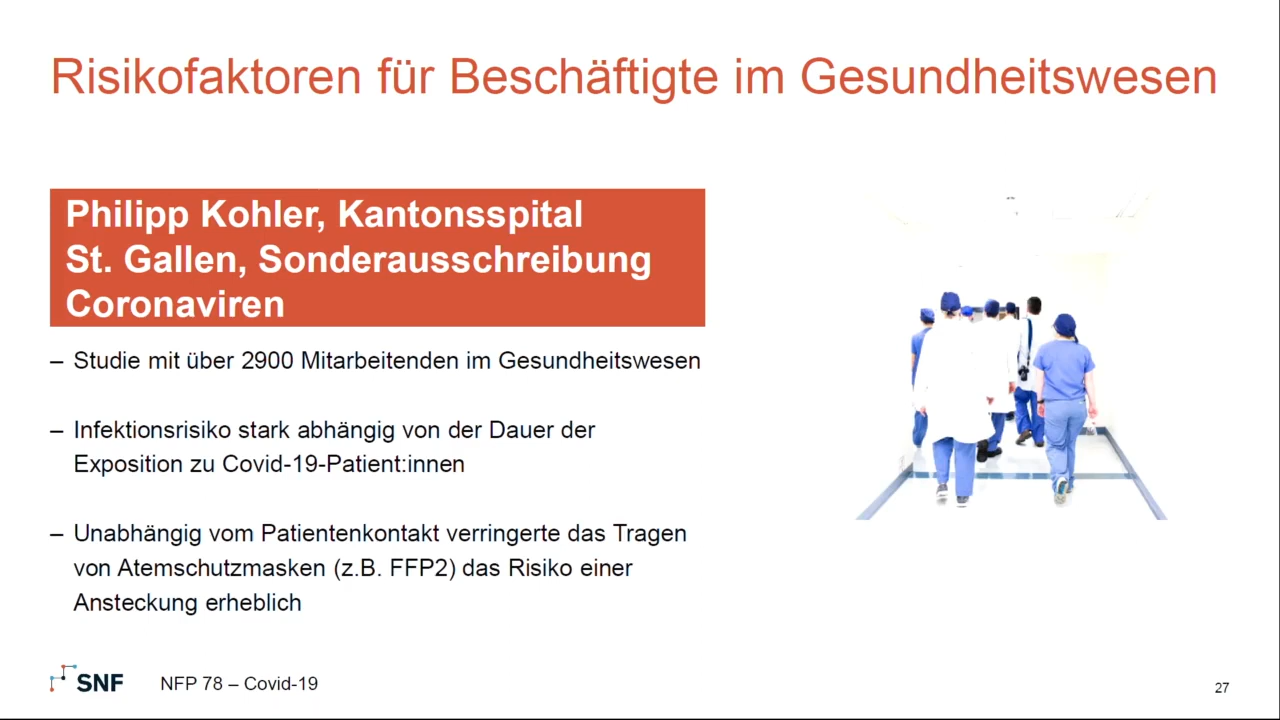 Risikofaktoren für Beschäftigte im Gesundheitswesen
Philipp Kohler, Kantonsspital
St. Gallen, Sonderausschreibung
Coronaviren
– Studie mit über 2900 Mitarbeitenden im Gesundheitswesen
– Infektionsrisiko stark abhängig von der Dauer der
Exposition zu Covid-19-Patient:innen
– Unabhängig vom Patientenkontakt verringerte das Tragen
von Atemschutzmasken (z.B. FFP2) das Risiko einer
Ansteckung erheblich
SNF
NFP 78 – Covid-19
27